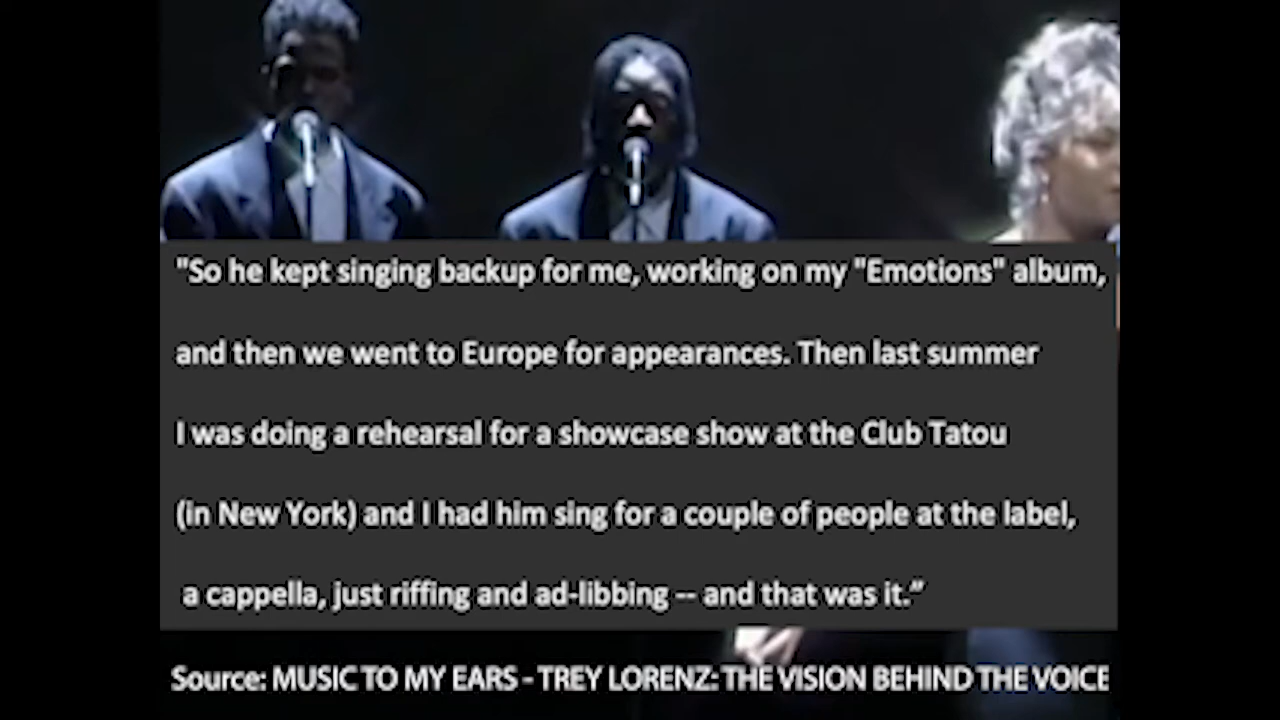 "So he kept singing backup for me, working on my "Emotions" album,
and then we went to Europe for appearances. Then last summer
I was doing a rehearsal for a showcase show at the Club Tatou
(in New York) and I had him sing for a couple of people at the label,
a cappella, just riffing and ad-libbing -- and that was it.”
Source: MUSIC TO MY EARS - TREY LORENZ: THE VISION BEHIND THE VOICE